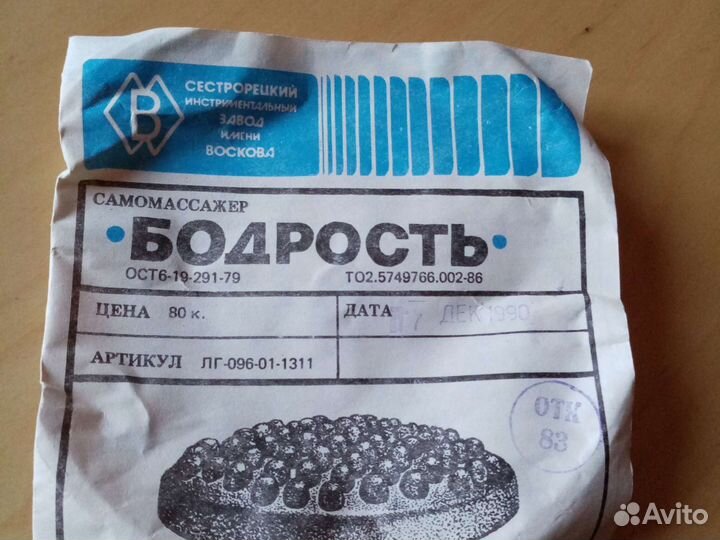 СЕСТРОРЕЦКИЙ
ИНСТРУМЕНТАЛЬНЫЙ
ЗАВОД
ИМЕНИ
ВОСКОВА
САМОМАССАЖЕР
• БОДРОСТЬ •
ОСТ6-19-291-79 ТО2.5749766.002-86
ЦЕНА 80 к. ДАТА 7 ДЕК 1990
АРТИКУЛ ЛГ-096-01-1311
ОТК
83
Avito